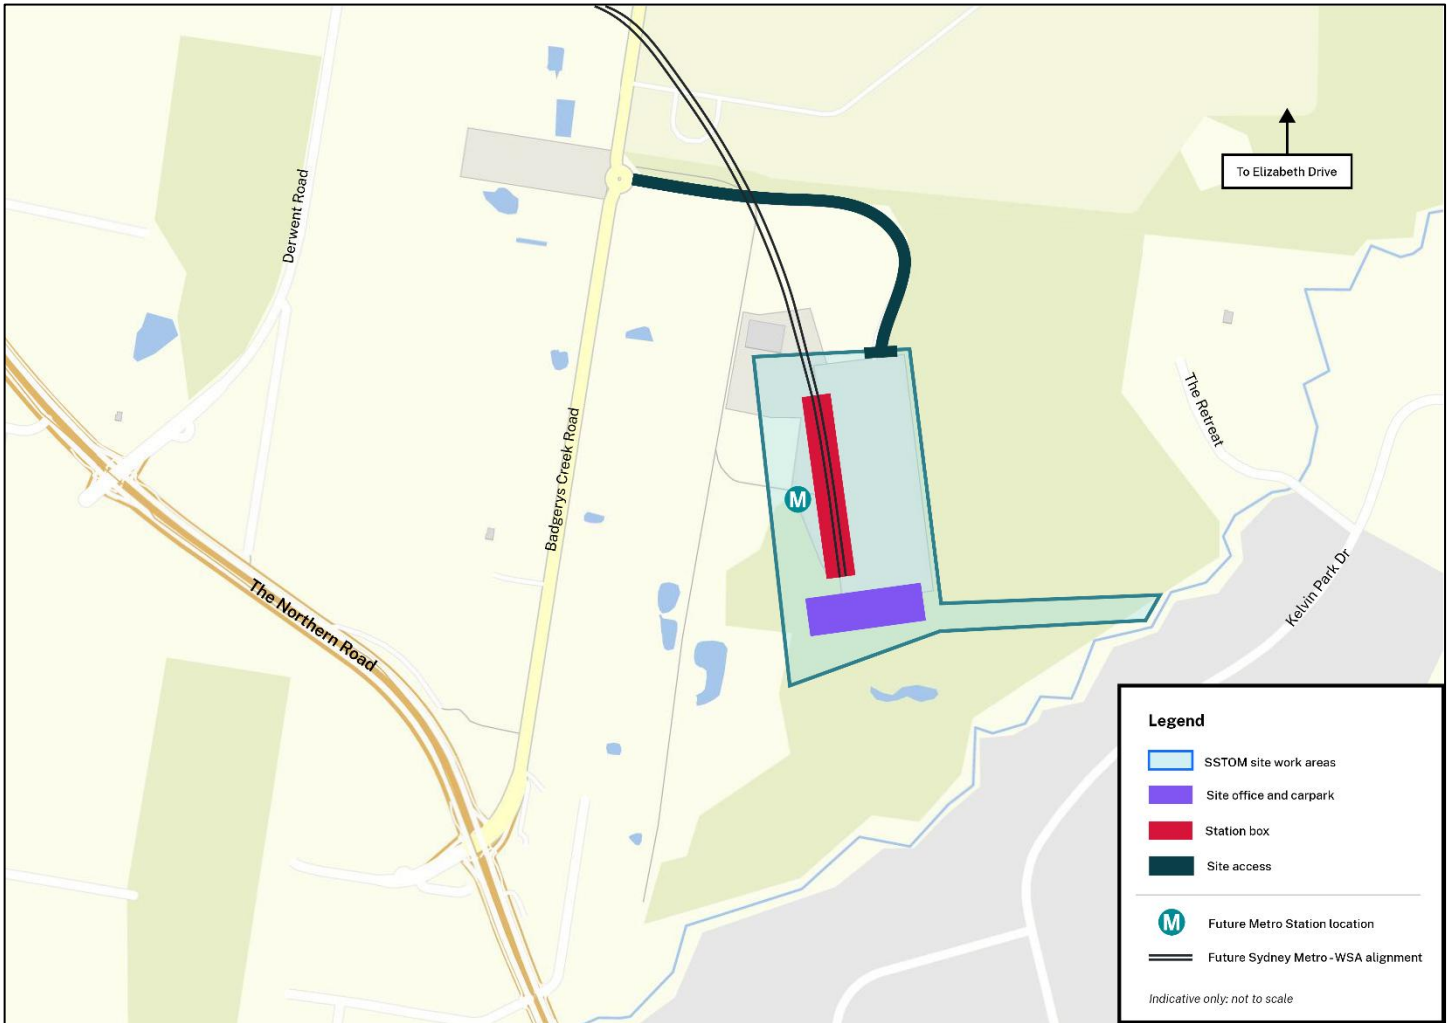 To Elizabeth Drive
Derwent Road
The Retreat
Badgerys Creek Road
M
Kelvin Park Dr
The Northern Road
Legend
SSTOM site work areas
Site office and carpark
Station box
Site access
M
Future Metro Station location
Future Sydney Metro - WSA alignment
Indicative only: not to scale